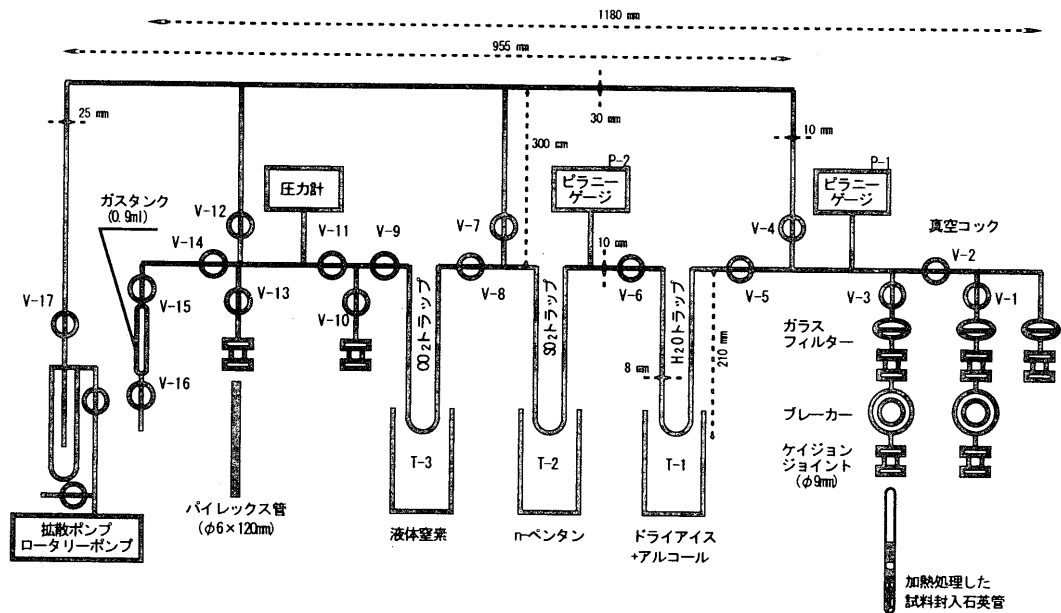 1180 mm
955 mm
25 mm
30 mm
10 mm
300 mm
P-2
P-1
圧力計
ピラニー
ゲージ
ピラニー
ゲージ
ガスタンク
(0.9ml)
V-12
V-7
V-4
真空コック
V-14
V-11
V-9
10 mm
V-2
V-17
V-15
V-13
V-10
V-8
V-6
V-5
V-3
V-1
CO2トラップ
SO2トラップ
H2Oトラップ
210 mm
ガラス
フィルター
8 mm
V-16
ブレーカー
T-3
T-2
T-1
ケイジョン
ジョイント
(φ9mm)
パイレックス管
(φ6×120mm)
液体窒素
n-ペンタン
ドライアイス
+アルコール
拡散ポンプ
ロータリーポンプ
加熱処理した
試料封入石英管